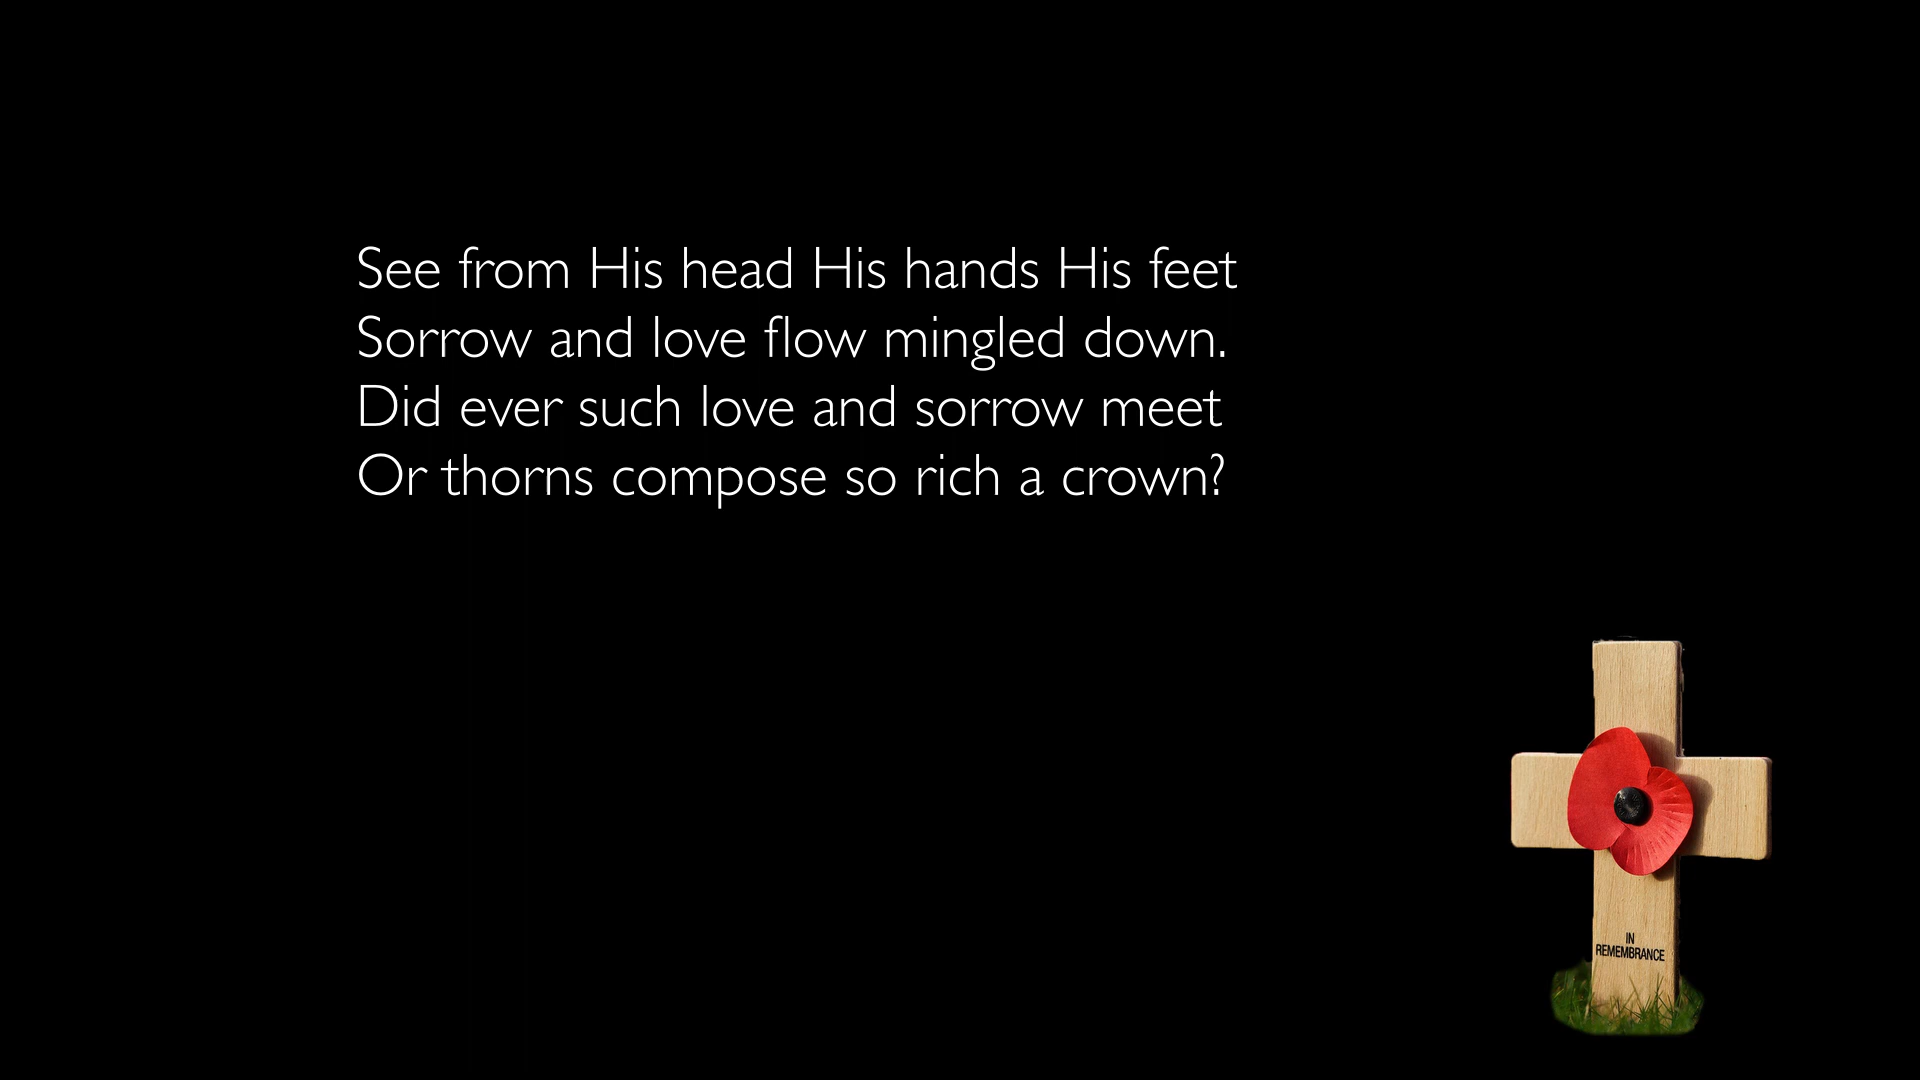 See from His head His hands His feet
Sorrow and love flow mingled down.
Did ever such love and sorrow meet
Or thorns compose so rich a crown?
IN
REMEMBRANCE